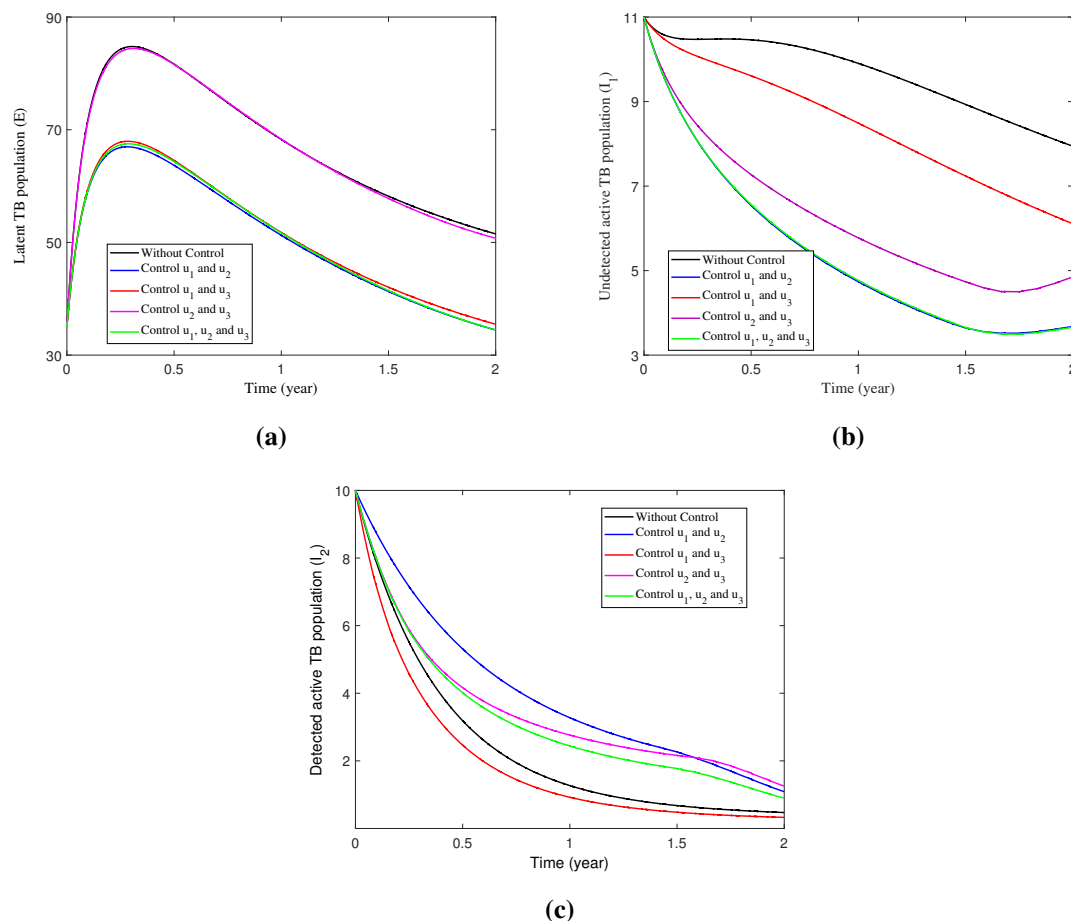 90
70
50
30
Latent TB population (E)
Without Control
Control u₁ and u₂
Control u₁ and u₃
Control u₂ and u₃
Control u₁, u₂ and u₃
0 0.5 1 1.5 2
Time (year)
(a)
11
9
7
5
3
Undetected active TB population (I₁)
Without Control
Control u₁ and u₂
Control u₁ and u₃
Control u₂ and u₃
Control u₁, u₂ and u₃
0 0.5 1 1.5 2
Time (year)
(b)
10
8
6
4
2
Detected active TB population (I₂)
Without Control
Control u₁ and u₂
Control u₁ and u₃
Control u₂ and u₃
Control u₁, u₂ and u₃
0 0.5 1 1.5 2
Time (year)
(c)